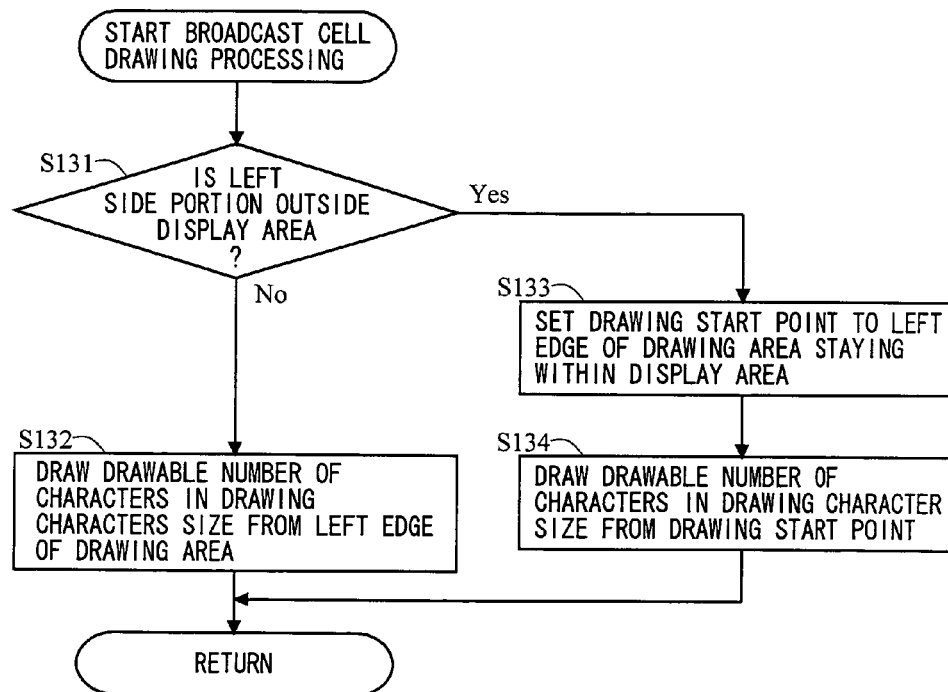 START BROADCAST CELL
DRAWING PROCESSING
S131
IS LEFT
SIDE PORTION OUTSIDE
DISPLAY AREA
?
Yes
No
S133
SET DRAWING START POINT TO LEFT
EDGE OF DRAWING AREA STAYING
WITHIN DISPLAY AREA
S132
DRAW DRAWABLE NUMBER OF
CHARACTERS IN DRAWING
CHARACTERS SIZE FROM LEFT EDGE
OF DRAWING AREA
S134
DRAW DRAWABLE NUMBER OF
CHARACTERS IN DRAWING CHARACTER
SIZE FROM DRAWING START POINT
RETURN